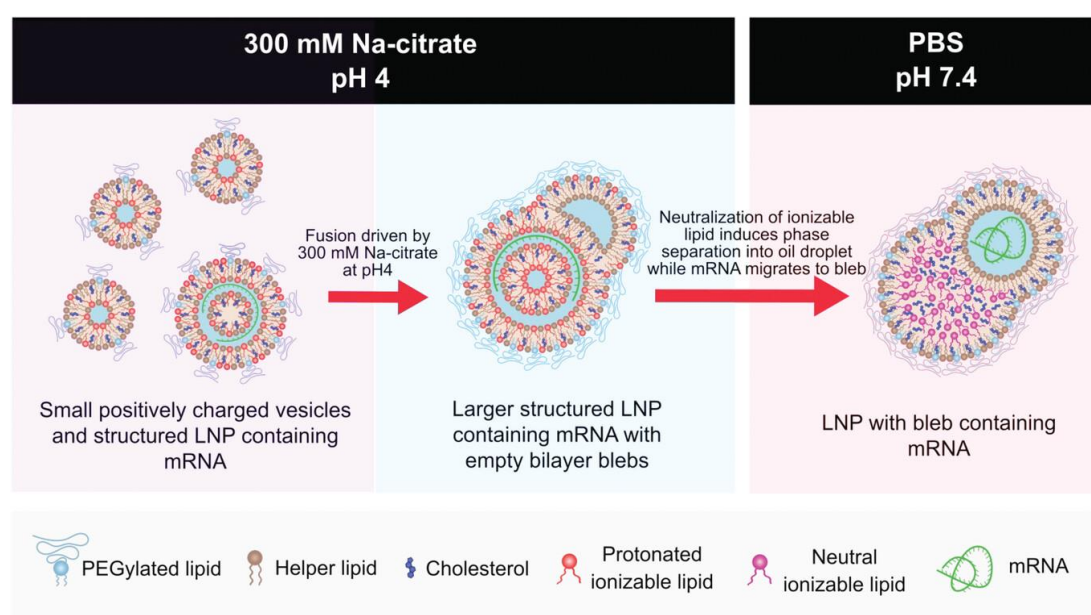 300 mM Na-citrate
pH 4
PBS
pH 7.4
Fusion driven by
300 mM Na-citrate
at pH4
Neutralization of ionizable
lipid induces phase
separation into oil droplet
while mRNA migrates to bleb
Small positively charged vesicles
and structured LNP containing
mRNA
Larger structured LNP
containing mRNA with
empty bilayer blebs
LNP with bleb containing
mRNA
PEGylated lipid
Helper lipid
Cholesterol
Protonated
ionizable lipid
Neutral
ionizable lipid
mRNA